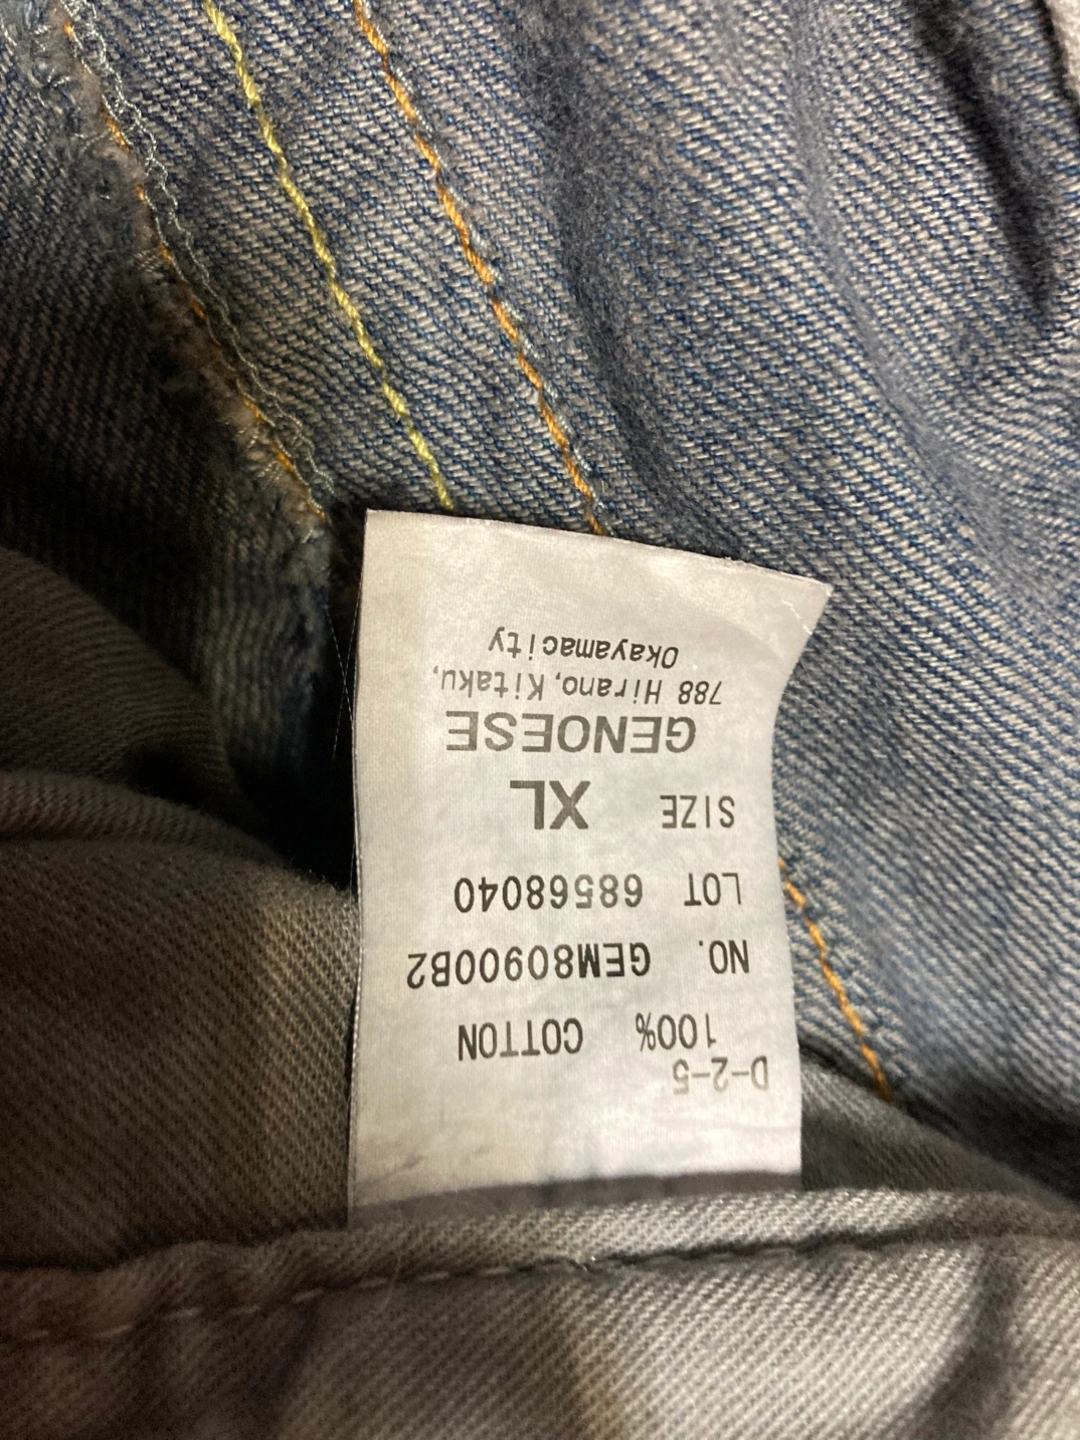 D-2-5
100% COTTON
NO. GEM80900B2
LOT 68568040
SIZE XL
GENOESE
788 Hirano,Kitaku,
Okayamacity